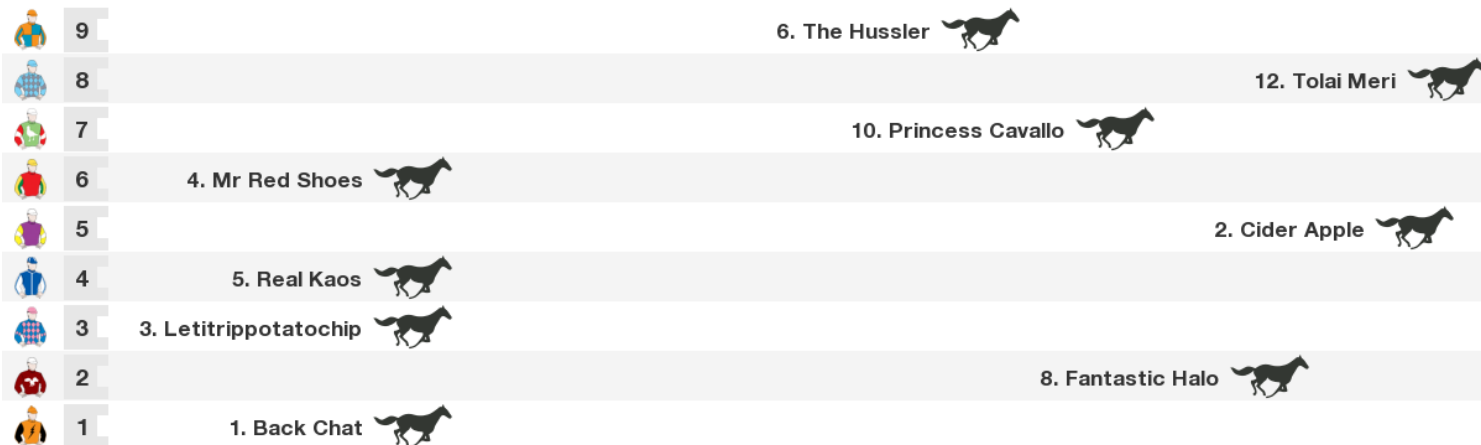 9 6. The Hussler
8 12. Tolai Meri
7 10. Princess Cavallo
6 4. Mr Red Shoes
5 2. Cider Apple
4 5. Real Kaos
3 3. Letitrippotatochip
2 8. Fantastic Halo
1 1. Back Chat